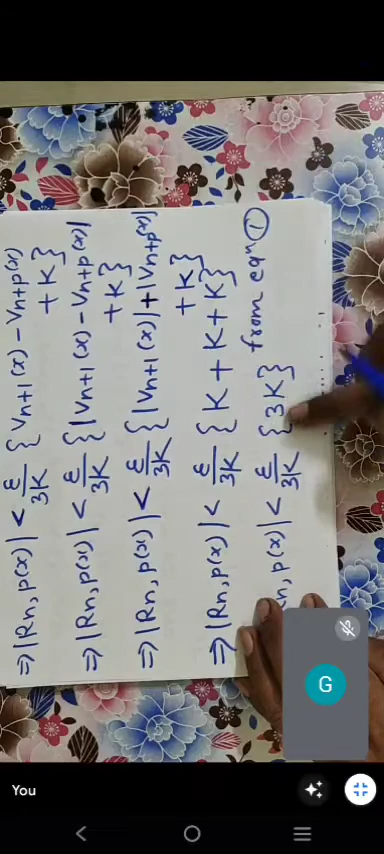 ⇒ |Rn,p(x)| < ε/3K { Vn+1(x) - Vn+p(x) + K}
⇒ |Rn,p(x)| < ε/3K { |Vn+1(x) - Vn+p(x)| + K}
⇒ |Rn,p(x)| < ε/3K { |Vn+1(x)| + |Vn+p(x)| + K}
⇒ |Rn,p(x)| < ε/3K { K + K + K}
n,p(x)| < ε/3K {3K} from eqn ①
G
You